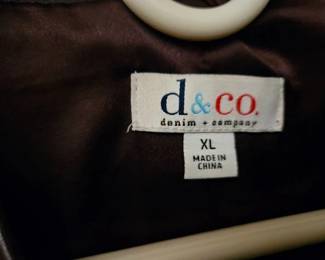 d&co.
denim + company
XL
MADE IN
CHINA